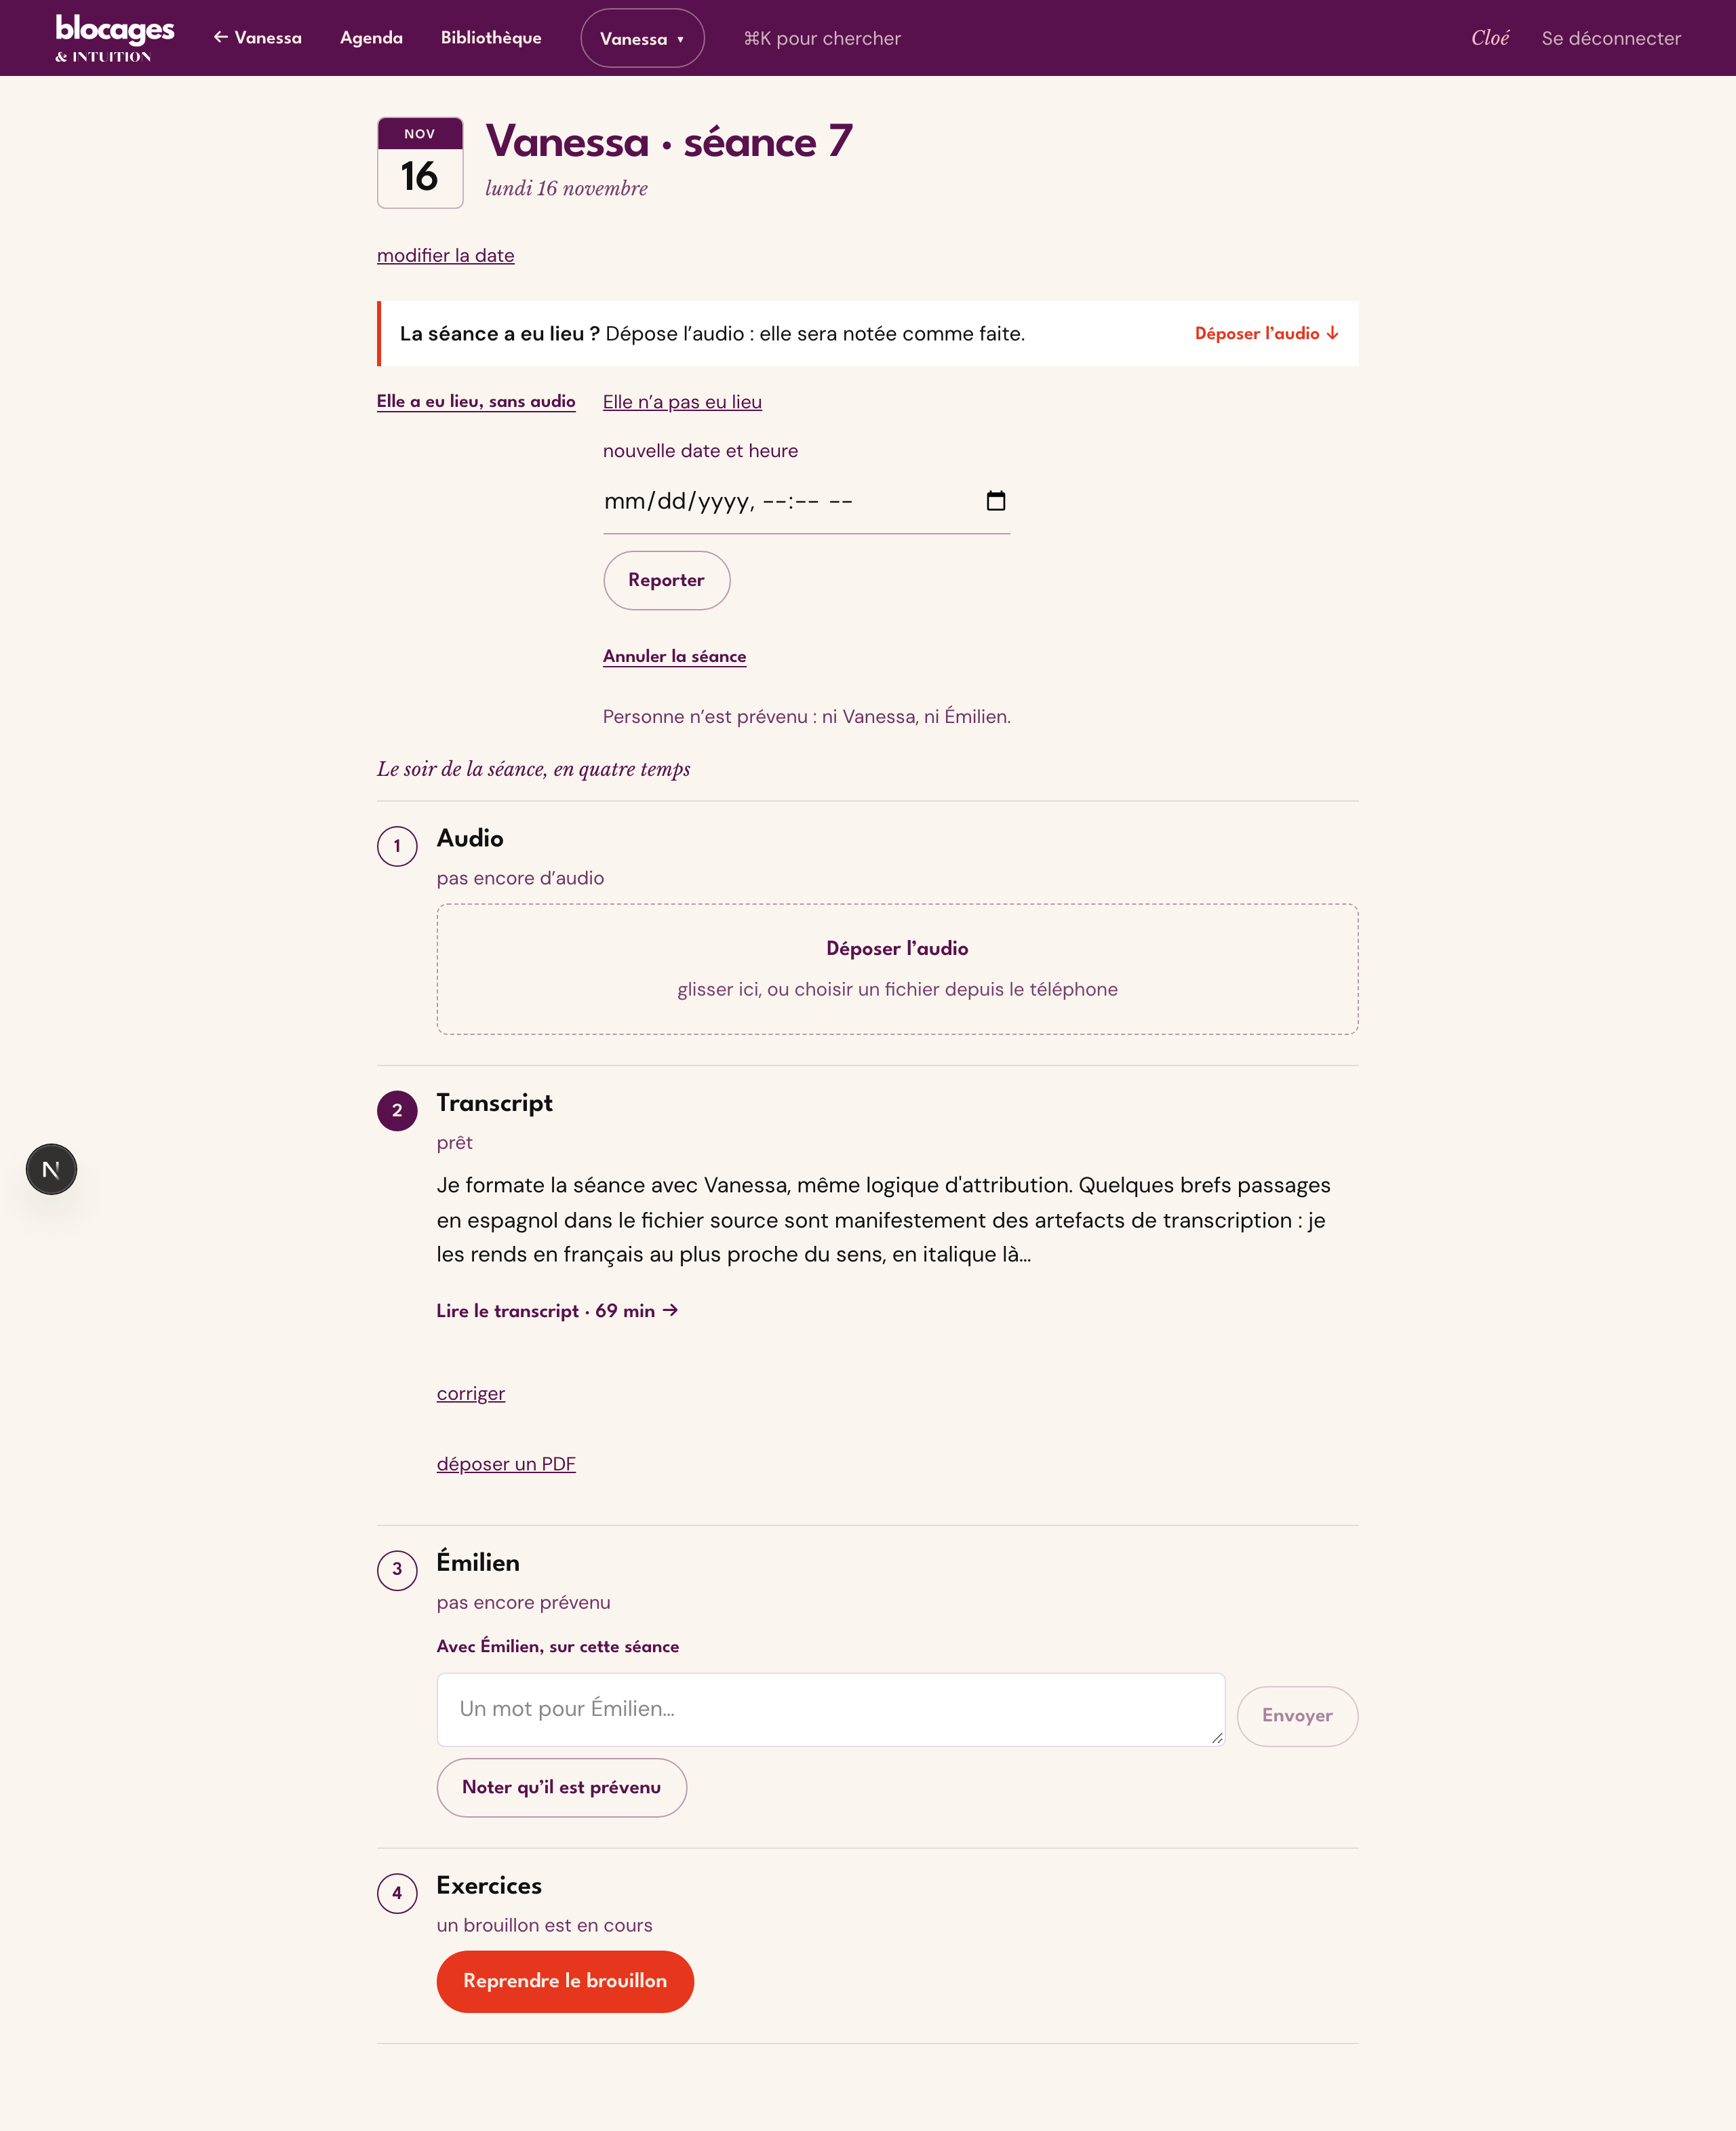 blocages
& INTUITION
← Vanessa
Agenda
Bibliothèque
Vanessa ▾
⌘K pour chercher
Cloé
Se déconnecter
NOV
16
Vanessa · séance 7
lundi 16 novembre
modifier la date
La séance a eu lieu ? Dépose l’audio : elle sera notée comme faite.
Déposer l’audio ↓
Elle a eu lieu, sans audio
Elle n’a pas eu lieu
nouvelle date et heure
mm/dd/yyyy, --:-- --
Reporter
Annuler la séance
Personne n’est prévenu : ni Vanessa, ni Émilien.
Le soir de la séance, en quatre temps
1
Audio
pas encore d’audio
Déposer l’audio
glisser ici, ou choisir un fichier depuis le téléphone
2
Transcript
prêt
Je formate la séance avec Vanessa, même logique d'attribution. Quelques brefs passages
en espagnol dans le fichier source sont manifestement des artefacts de transcription : je
les rends en français au plus proche du sens, en italique là…
Lire le transcript · 69 min →
corriger
déposer un PDF
N
3
Émilien
pas encore prévenu
Avec Émilien, sur cette séance
Un mot pour Émilien…
Envoyer
Noter qu’il est prévenu
4
Exercices
un brouillon est en cours
Reprendre le brouillon